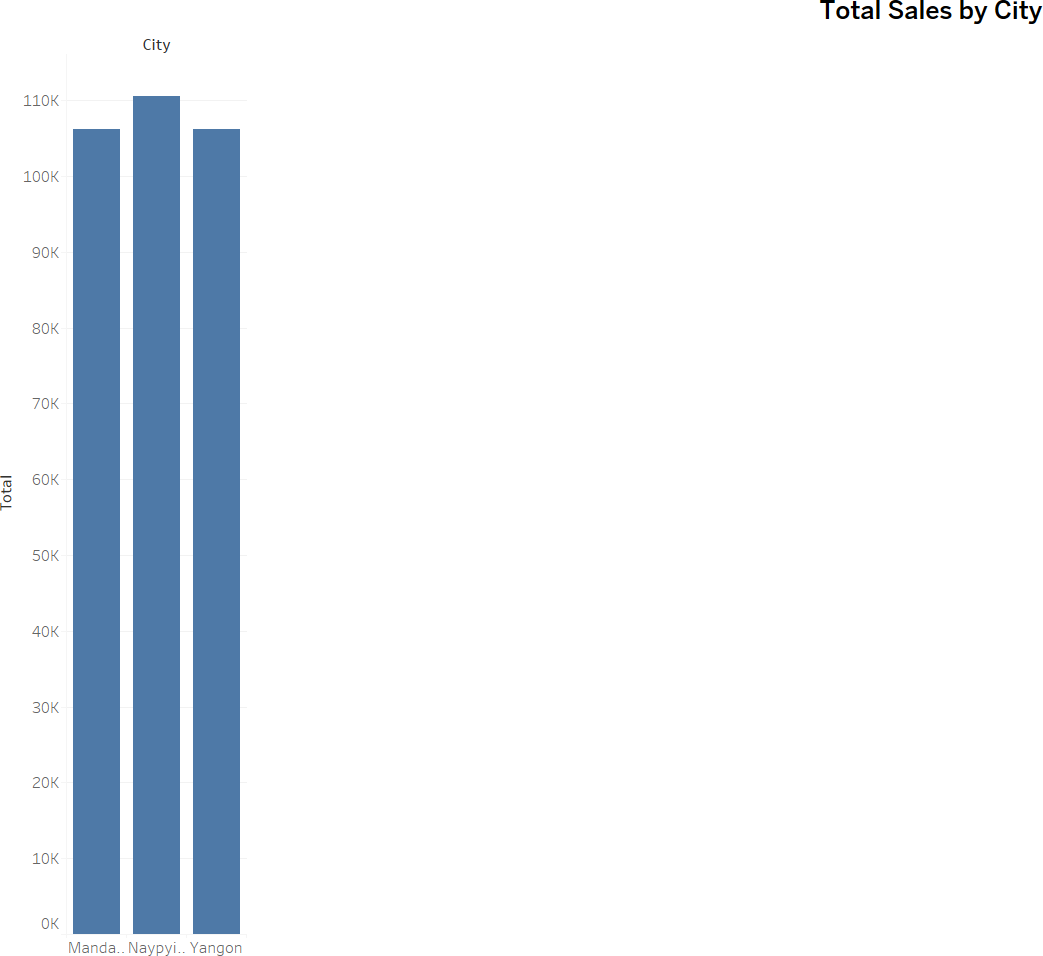 Total Sales by City
City
110K
100K
90K
80K
70K
60K
50K
40K
30K
20K
10K
0K
Total
Manda.. Naypyi.. Yangon